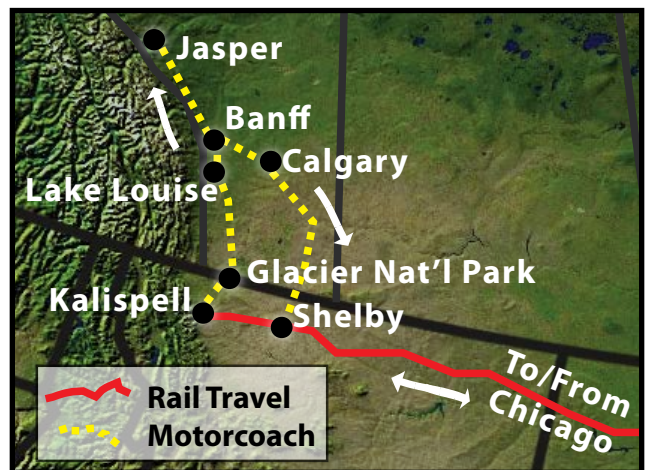 Jasper
Banff
Calgary
Lake Louise
Glacier Nat'l Park
Kalispell
Shelby
To/From
Chicago
Rail Travel
Motorcoach